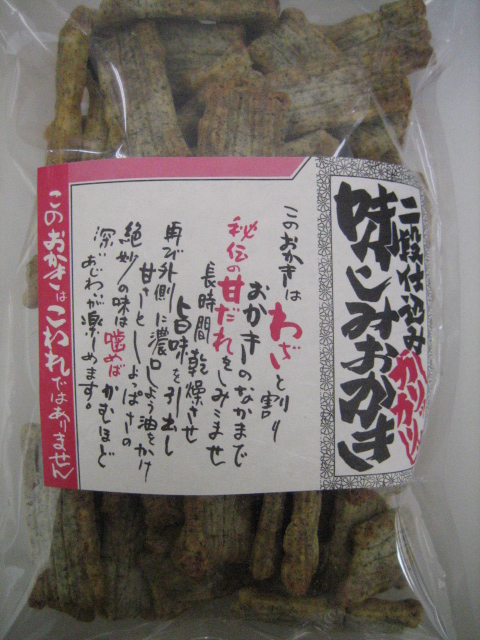 二段仕込み
カリカリッ
味しみおかき
このおかきは
わざと割り
おかきのなかまで
秘伝の甘だれをしみこませ
長時間乾燥させ
旨味を引出し
再び外側に濃口しょう油をかけ
甘さとしょっぱさの
絶妙の味は噛めばかむほど
深いあじわが楽しめます。
このおかきはこわれではありません